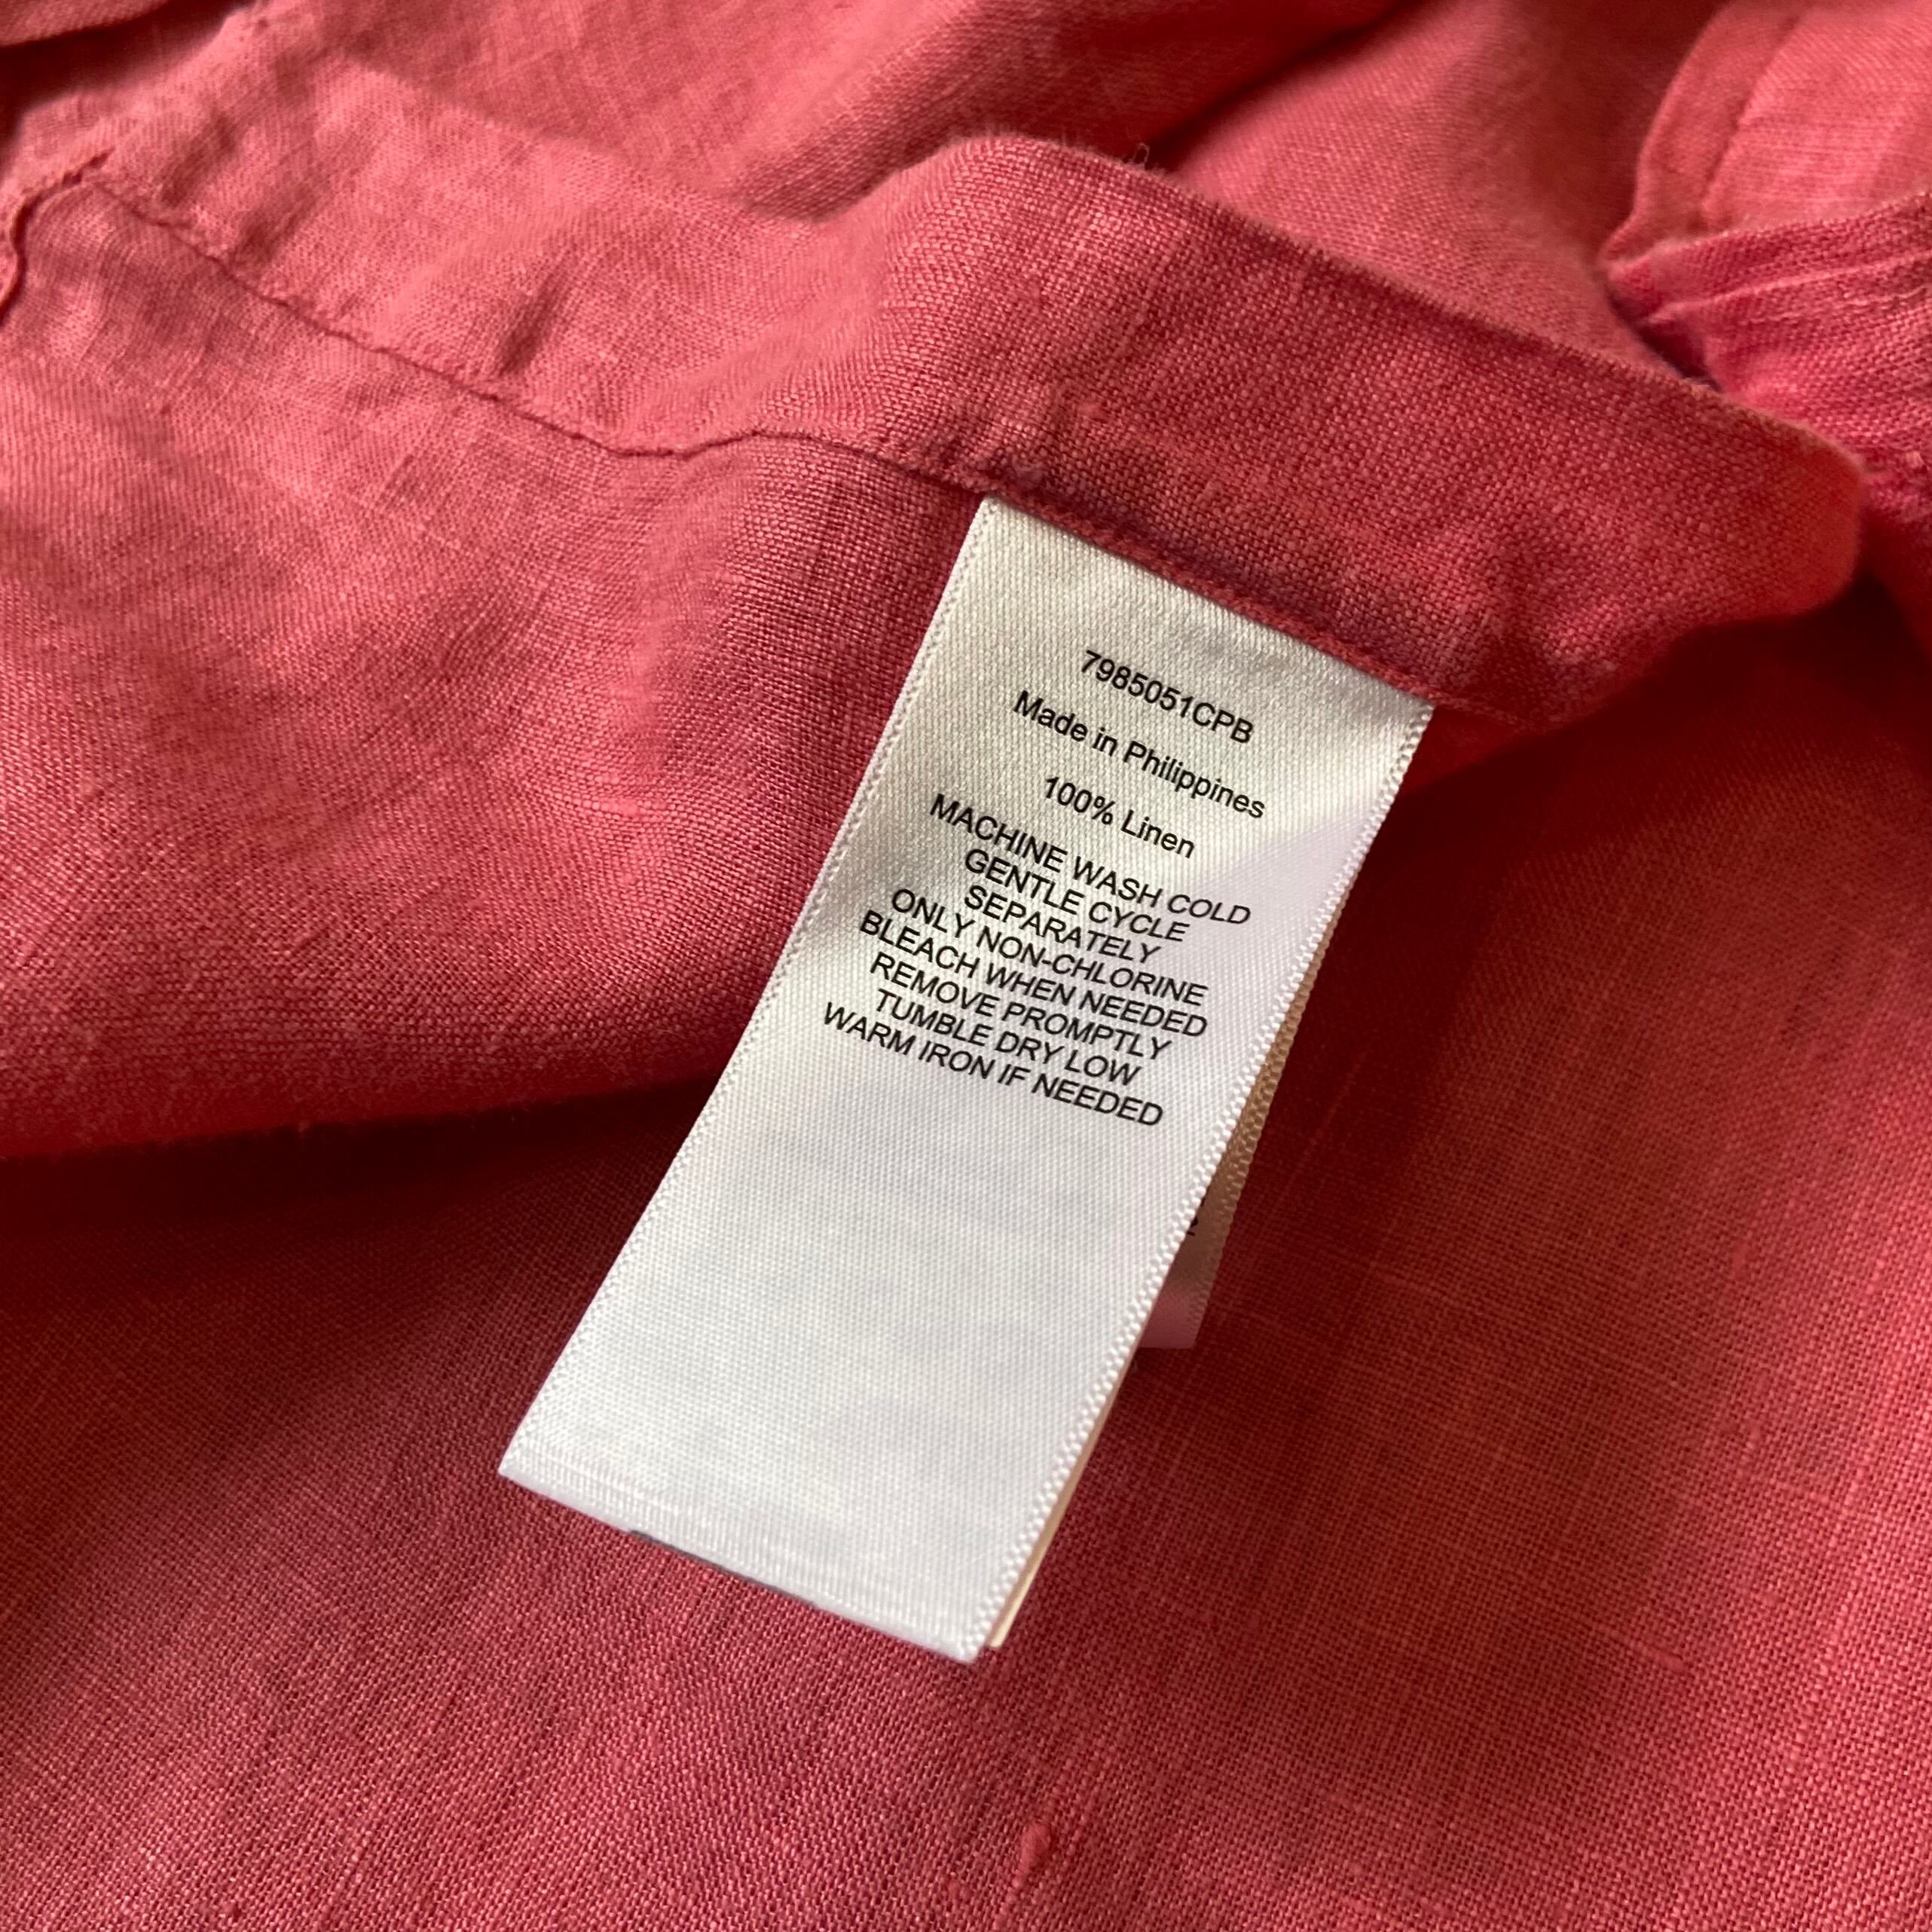 7985051CPB
Made in Philippines
100% Linen
MACHINE WASH COLD
GENTLE CYCLE
SEPARATELY
ONLY NON-CHLORINE
BLEACH WHEN NEEDED
REMOVE PROMPTLY
TUMBLE DRY LOW
WARM IRON IF NEEDED